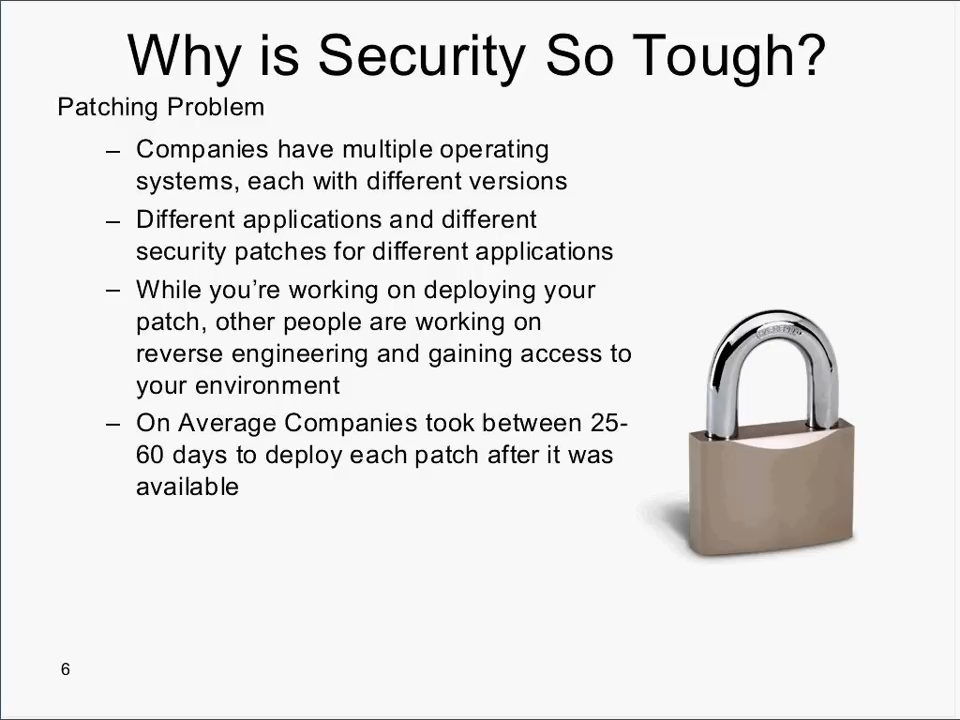 Why is Security So Tough?
Patching Problem
– Companies have multiple operating
systems, each with different versions
– Different applications and different
security patches for different applications
– While you’re working on deploying your
patch, other people are working on
reverse engineering and gaining access to
your environment
– On Average Companies took between 25-
60 days to deploy each patch after it was
available
6